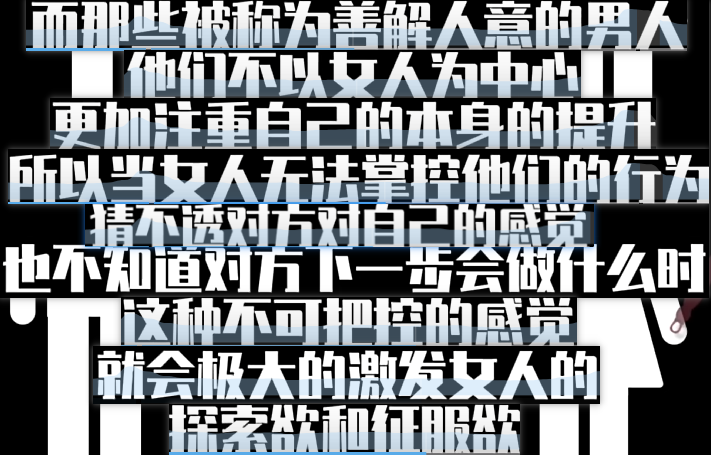 而那些被称为善解人意的男人
他们不以女人为中心
更加注重自己的本身的提升
所以当女人无法掌控他们的行为
猜不透对方对自己的感觉
也不知道对方下一步会做什么时
这种不可把控的感觉
就会极大的激发女人的
探索欲和征服欲